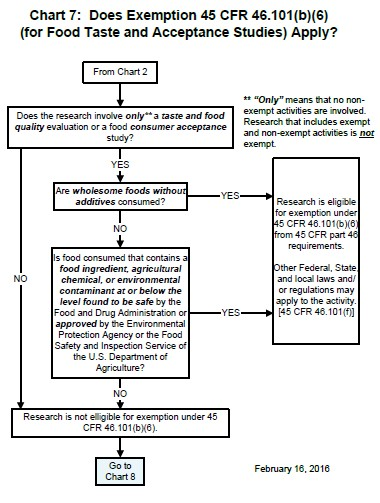 Chart 7: Does Exemption 45 CFR 46.101(b)(6)
(for Food Taste and Acceptance Studies) Apply?
From Chart 2
** "Only" means that no non-
exempt activities are involved.
Research that includes exempt
and non-exempt activities is not
exempt.
Does the research involve only** a taste and food
quality evaluation or a food consumer acceptance
study?
YES
Are wholesome foods without
additives consumed?
YES
NO
Research is eligible
for exemption under
45 CFR 46.101(b)(6)
from 45 CFR part 46
requirements.
Other Federal, State,
and local laws and/
or regulations may
apply to the activity.
[45 CFR 46.101(f)]
Is food consumed that contains a
food ingredient, agricultural
chemical, or environmental
contaminant at or below the
level found to be safe by the
Food and Drug Administration or
approved by the Environmental
Protection Agency or the Food
Safety and Inspection Service of
the U.S. Department of
Agriculture?
YES
NO
NO
Research is not elligible for exemption under 45
CFR 46.101(b)(6).
Go to
Chart 8
February 16, 2016